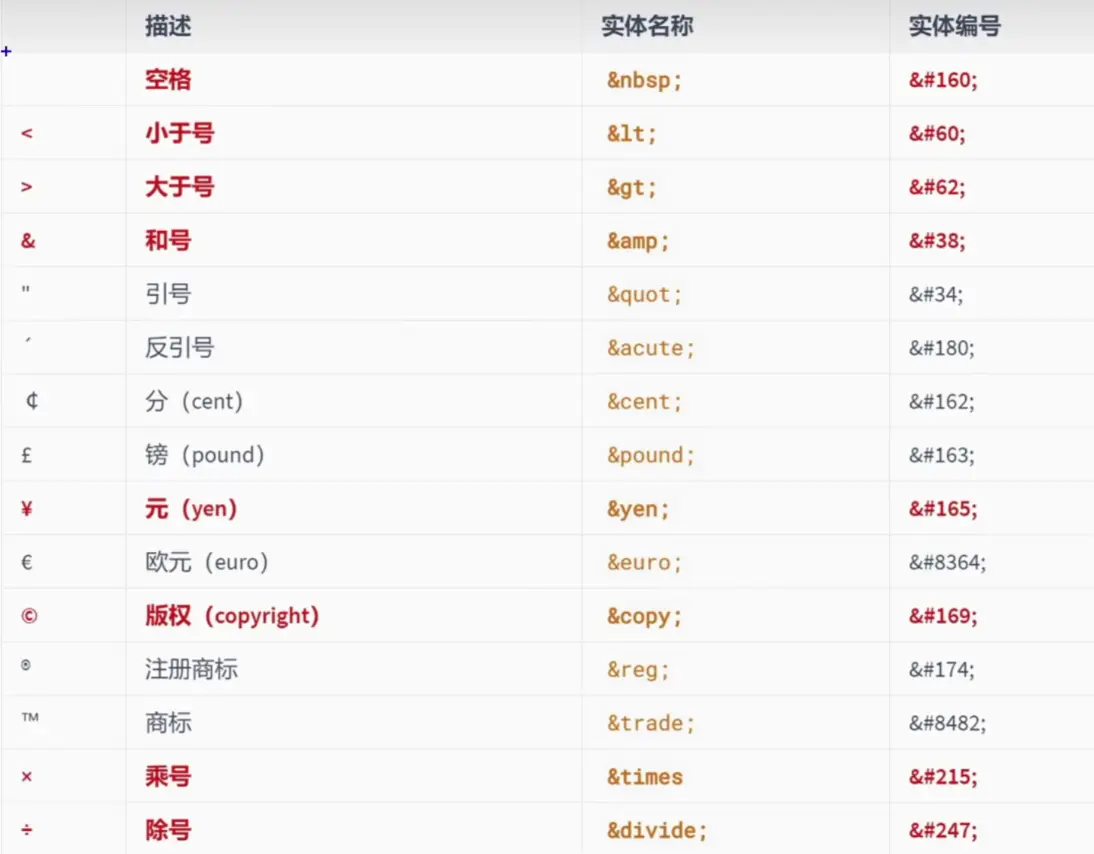 描述 实体名称 实体编号
空格 &nbsp; &#160;
< 小于号 &lt; &#60;
> 大于号 &gt; &#62;
& 和号 &amp; &#38;
" 引号 &quot; &#34;
´ 反引号 &acute; &#180;
¢ 分（cent） &cent; &#162;
£ 镑（pound） &pound; &#163;
¥ 元（yen） &yen; &#165;
€ 欧元（euro） &euro; &#8364;
© 版权（copyright） &copy; &#169;
® 注册商标 &reg; &#174;
™ 商标 &trade; &#8482;
× 乘号 &times &#215;
÷ 除号 &divide; &#247;